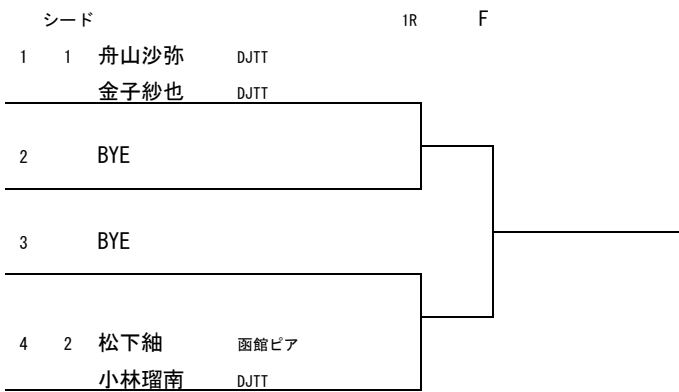 シード 1R F
1 1 舟山沙弥 DJTT
金子紗也 DJTT
2 BYE
3 BYE
4 2 松下紬 函館ピア
小林瑠南 DJTT